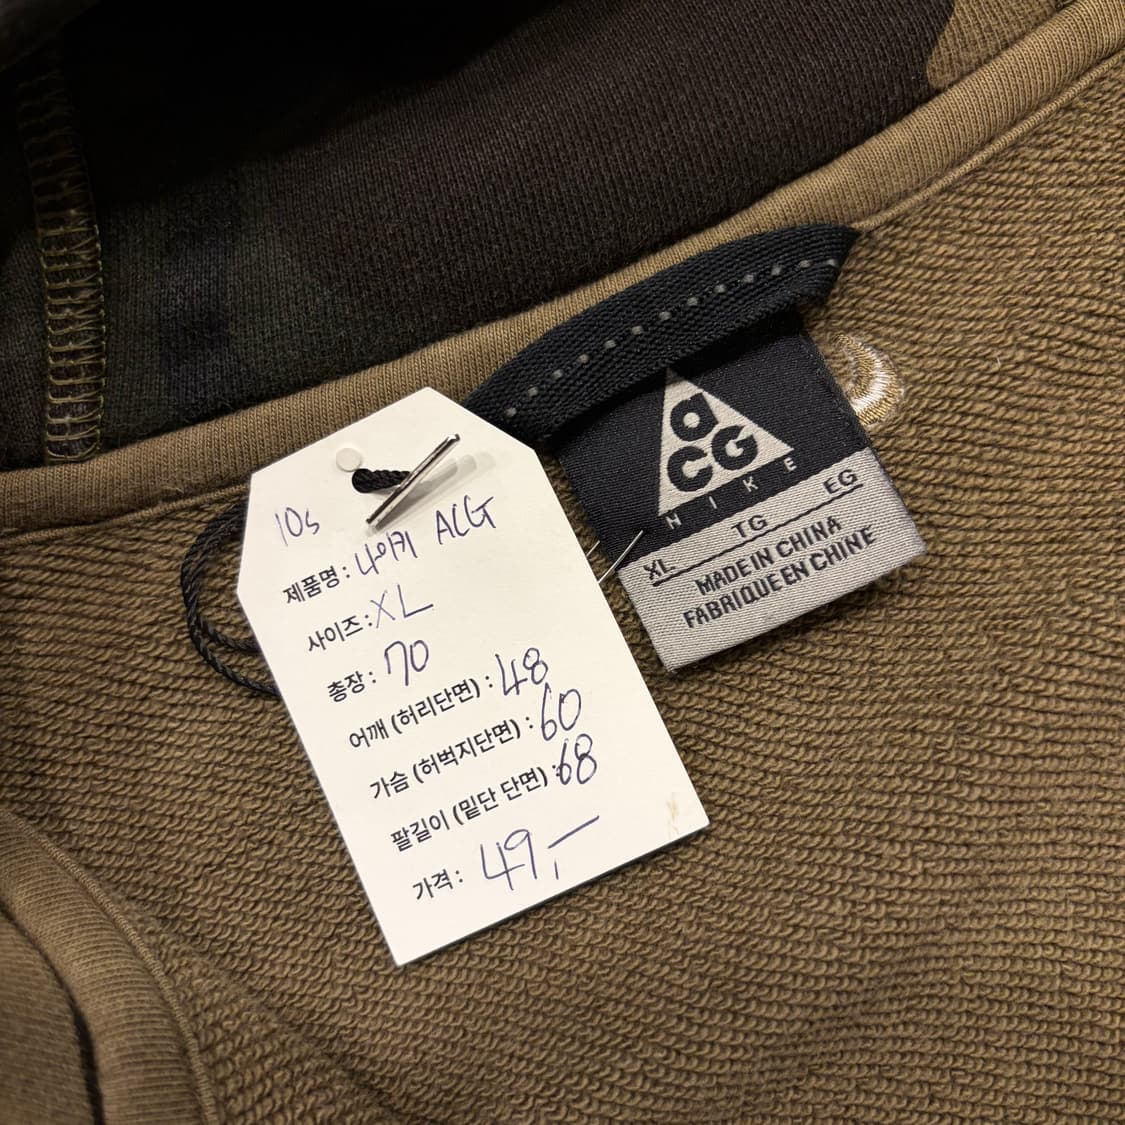 10s
제품명: 나이키 ACG
사이즈: XL
총장: 70
어깨 (허리단면) : 48
가슴 (허벅지단면) : 60
팔길이 (밑단 단면) : 68
가격: 49,-
acG
NIKE
XL TG EG
MADE IN CHINA
FABRIQUE EN CHINE